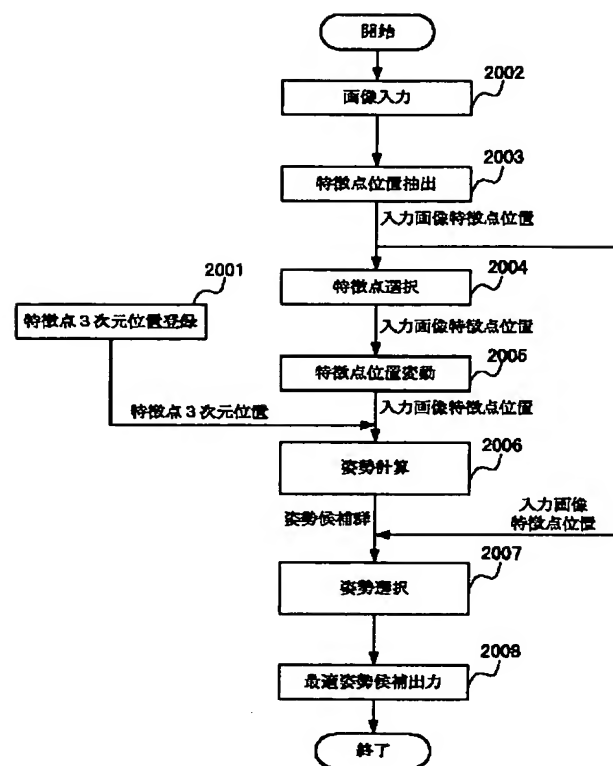 開始
2002
画像入力
2003
特徴点位置抽出
入力画像特徴点位置
2004
特徴点選択
2001
特徴点3次元位置登録
入力画像特徴点位置
2005
特徴点位置変動
特徴点3次元位置
入力画像特徴点位置
2006
姿勢計算
姿勢候補群
入力画像
特徴点位置
2007
姿勢選択
2008
最適姿勢候補出力
終了